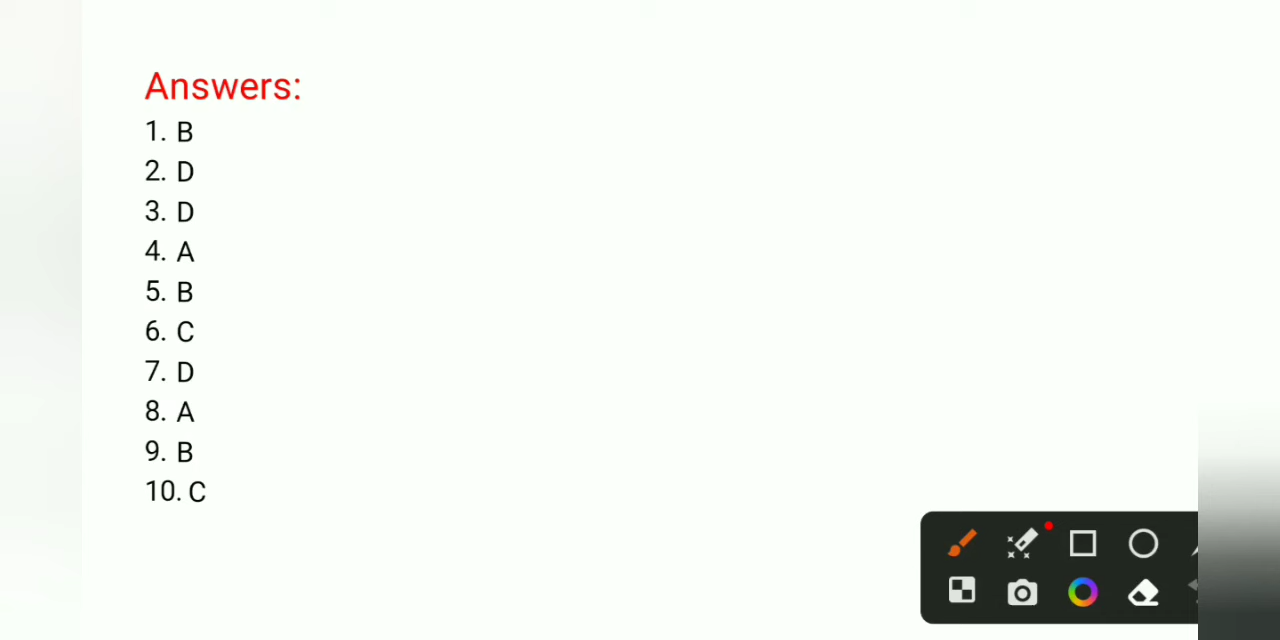 Answers:
1. B
2. D
3. D
4. A
5. B
6. C
7. D
8. A
9. B
10. C